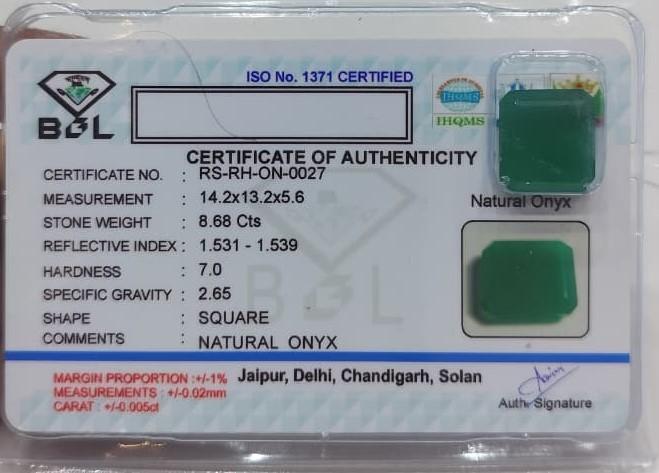 ISO No. 1371 CERTIFIED
BGL
IHQMS
IHQMS
CERTIFICATE OF AUTHENTICITY
CERTIFICATE NO. : RS-RH-ON-0027
MEASUREMENT : 14.2x13.2x5.6
STONE WEIGHT : 8.68 Cts
REFLECTIVE INDEX : 1.531 - 1.539
HARDNESS : 7.0
SPECIFIC GRAVITY : 2.65
SHAPE : SQUARE
COMMENTS : NATURAL ONYX
Natural Onyx
BGL
MARGIN PROPORTION :+/-1%
MEASUREMENTS : +/-0.02mm
CARAT : +/-0.005ct
Jaipur, Delhi, Chandigarh, Solan
Auth. Signature